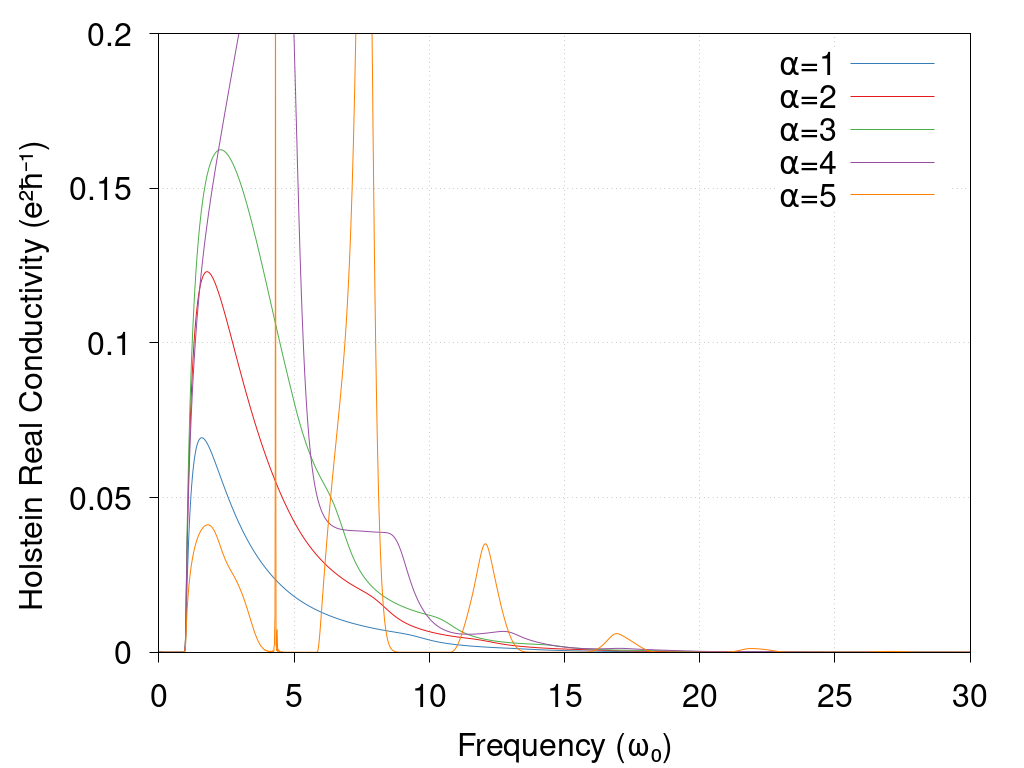 Holstein Real Conductivity (e²ħ⁻¹)
0.2
0.15
0.1
0.05
0
0 5 10 15 20 25 30
Frequency (ω₀)
α=1
α=2
α=3
α=4
α=5